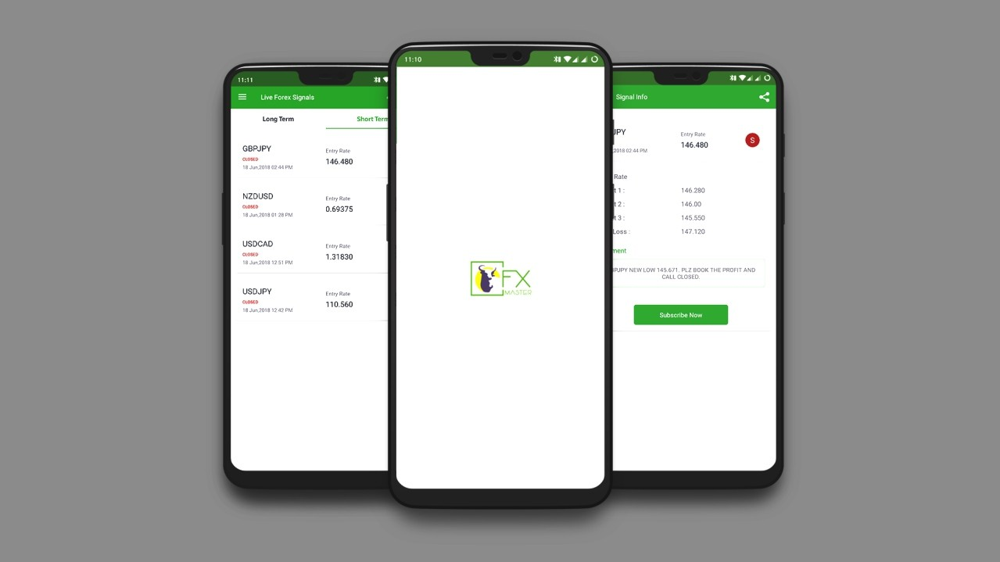 11:11
Live Forex Signals
Long Term
Short Term
GBPJPY
CLOSED
18 Jun,2018 02:44 PM
Entry Rate
146.480
NZDUSD
CLOSED
18 Jun,2018 01:28 PM
Entry Rate
0.69375
USDCAD
CLOSED
18 Jun,2018 12:51 PM
Entry Rate
1.31830
USDJPY
CLOSED
18 Jun,2018 12:42 PM
Entry Rate
110.560
11:10
FX
MASTER
Signal Info
JPY
2018 02:44 PM
Entry Rate
146.480
S
Rate
t 1 : 146.280
t 2 : 146.00
t 3 : 145.550
Loss : 147.120
ment
PJPY NEW LOW 145.671. PLZ BOOK THE PROFIT AND
CALL CLOSED.
Subscribe Now